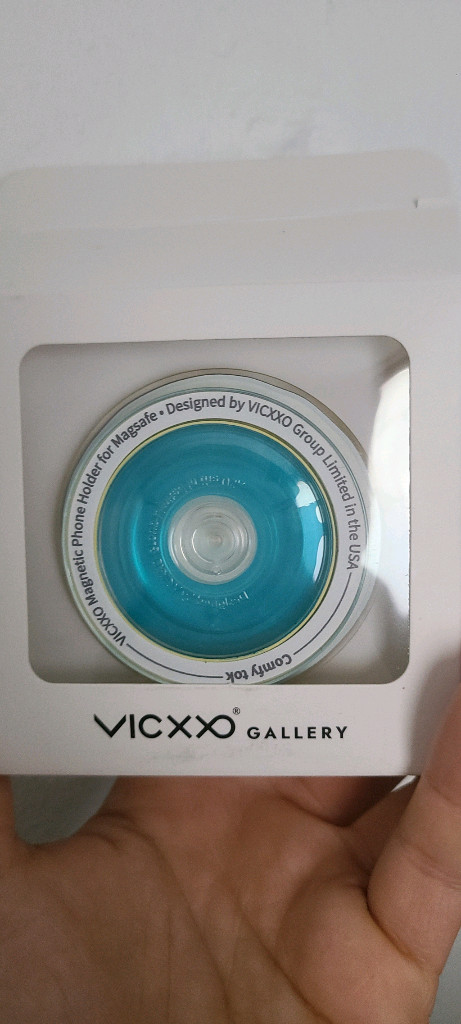 VICXXO Magnetic Phone Holder for Magsafe • Designed by VICXXO Group Limited in the USA
Comfy tok
VICXXO® GALLERY